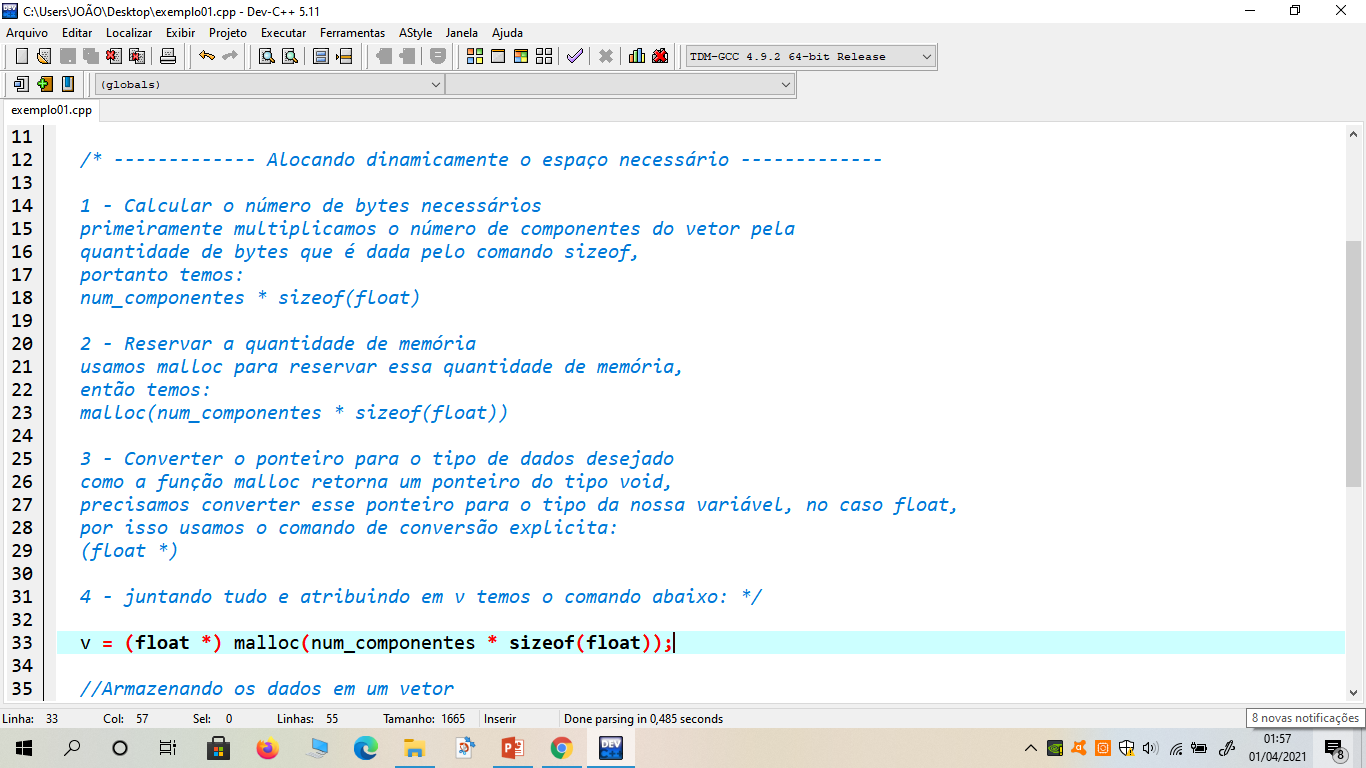 C:\Users\JOÃO\Desktop\exemplo01.cpp - Dev-C++ 5.11
Arquivo Editar Localizar Exibir Projeto Executar Ferramentas AStyle Janela Ajuda
TDM-GCC 4.9.2 64-bit Release
(globals)
exemplo01.cpp
11
12 /* ------------- Alocando dinamicamente o espaço necessário -------------
13
14 1 - Calcular o número de bytes necessários
15 primeiramente multiplicamos o número de componentes do vetor pela
16 quantidade de bytes que é dada pelo comando sizeof,
17 portanto temos:
18 num_componentes * sizeof(float)
19
20 2 - Reservar a quantidade de memória
21 usamos malloc para reservar essa quantidade de memória,
22 então temos:
23 malloc(num_componentes * sizeof(float))
24
25 3 - Converter o ponteiro para o tipo de dados desejado
26 como a função malloc retorna um ponteiro do tipo void,
27 precisamos converter esse ponteiro para o tipo da nossa variável, no caso float,
28 por isso usamos o comando de conversão explicita:
29 (float *)
30
31 4 - juntando tudo e atribuindo em v temos o comando abaixo: */
32
33 v = (float *) malloc(num_componentes * sizeof(float));
34
35 //Armazenando os dados em um vetor
Linha: 33 Col: 57 Sel: 0 Linhas: 55 Tamanho: 1665 Inserir Done parsing in 0,485 seconds
8 novas notificações
DEV
01:57
01/04/2021
8